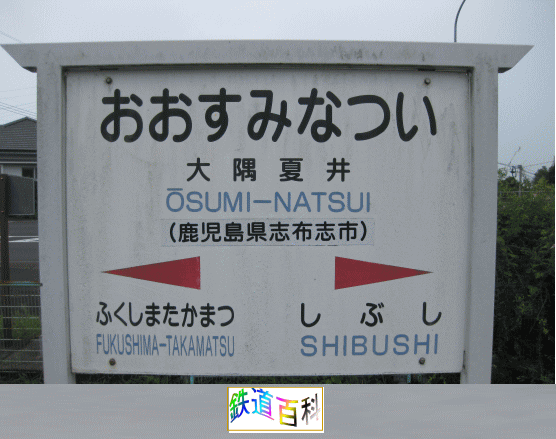 おおすみなつい
大隅夏井
ŌSUMI-NATSUI
(鹿児島県志布志市)
ふくしまたかまつ しぶし
FUKUSHIMA-TAKAMATSU SHIBUSHI
鉄道百科